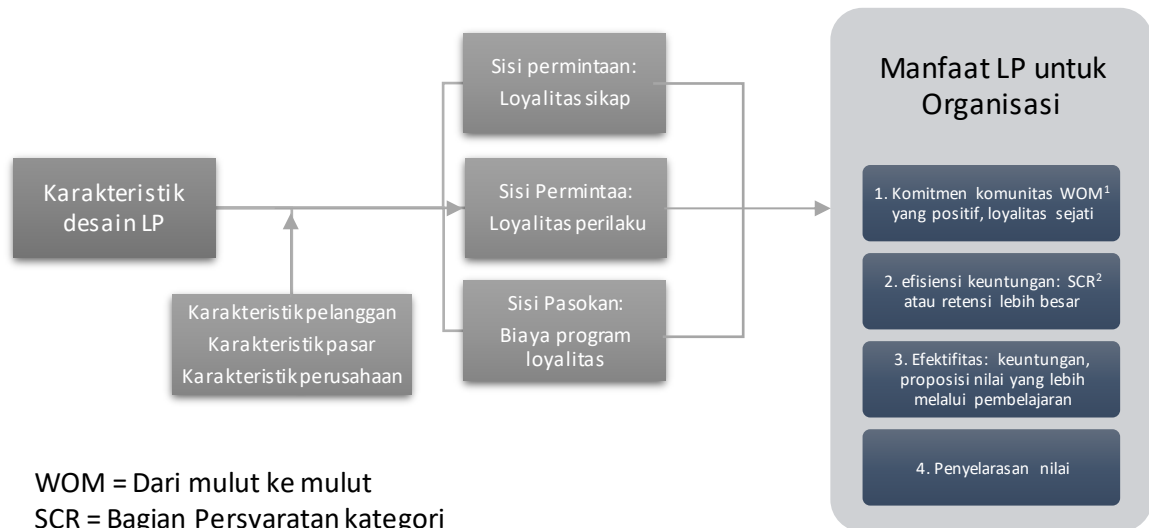 Karakteristik
desain LP
Karakteristik pelanggan
Karakteristik pasar
Karakteristik perusahaan
Sisi permintaan:
Loyalitas sikap
Sisi Permintaa:
Loyalitas perilaku
Sisi Pasokan:
Biaya program
loyalitas
Manfaat LP untuk
Organisasi
1. Komitmen komunitas WOM¹
yang positif, loyalitas sejati
2. efisiensi keuntungan: SCR²
atau retensi lebih besar
3. Efektifitas: keuntungan,
proposisi nilai yang lebih
melalui pembelajaran
4. Penyelarasan nilai
WOM = Dari mulut ke mulut
SCR = Bagian Persyaratan kategori